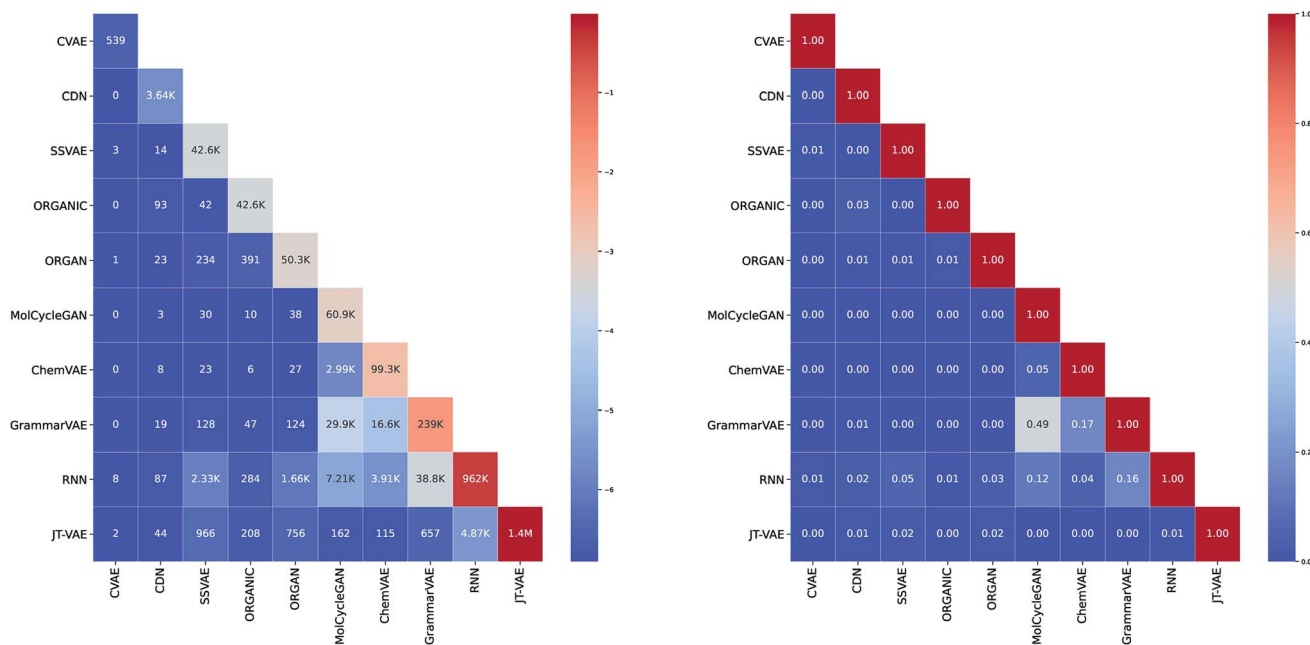 CVAE 539
CDN 0 3.64K
SSVAE 3 14 42.6K
ORGANIC 0 93 42 42.6K
ORGAN 1 23 234 391 50.3K
MolCycleGAN 0 3 30 10 38 60.9K
ChemVAE 0 8 23 6 27 2.99K 99.3K
GrammarVAE 0 19 128 47 124 29.9K 16.6K 239K
RNN 8 87 2.33K 284 1.66K 7.21K 3.91K 38.8K 962K
JT-VAE 2 44 966 208 756 162 115 657 4.87K 1.4M
CVAE CDN SSVAE ORGANIC ORGAN MolCycleGAN ChemVAE GrammarVAE RNN JT-VAE
−1
−2
−3
−4
−5
−6
CVAE 1.00
CDN 0.00 1.00
SSVAE 0.01 0.00 1.00
ORGANIC 0.00 0.03 0.00 1.00
ORGAN 0.00 0.01 0.01 0.01 1.00
MolCycleGAN 0.00 0.00 0.00 0.00 0.00 1.00
ChemVAE 0.00 0.00 0.00 0.00 0.00 0.05 1.00
GrammarVAE 0.00 0.01 0.00 0.00 0.00 0.49 0.17 1.00
RNN 0.01 0.02 0.05 0.01 0.03 0.12 0.04 0.16 1.00
JT-VAE 0.00 0.01 0.02 0.00 0.02 0.00 0.00 0.00 0.01 1.00
CVAE CDN SSVAE ORGANIC ORGAN MolCycleGAN ChemVAE GrammarVAE RNN JT-VAE
1.0
0.8
0.6
0.4
0.2
0.0